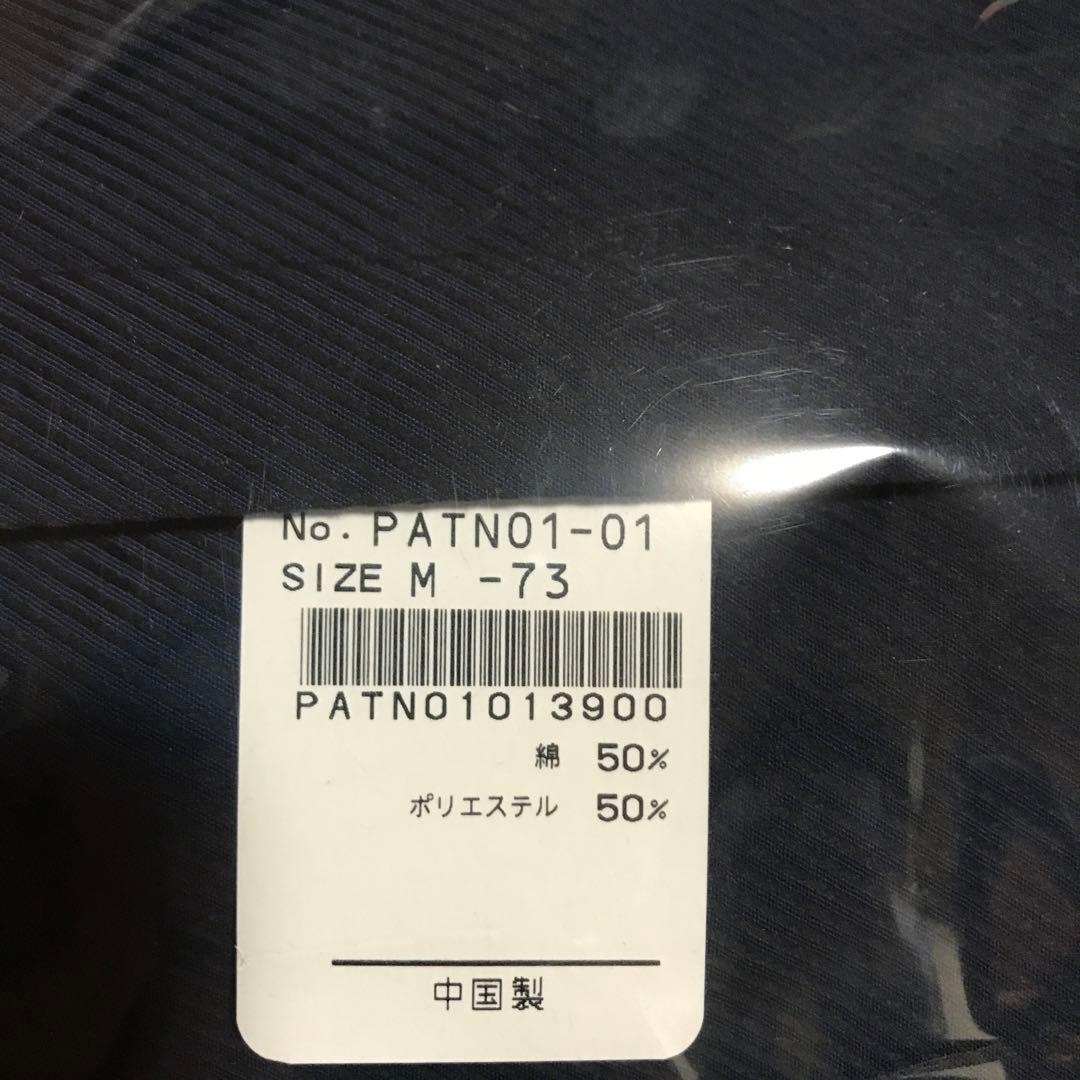 No. PATN01-01
SIZE M -73
PATN01013900
綿 50%
ポリエステル 50%
中国製